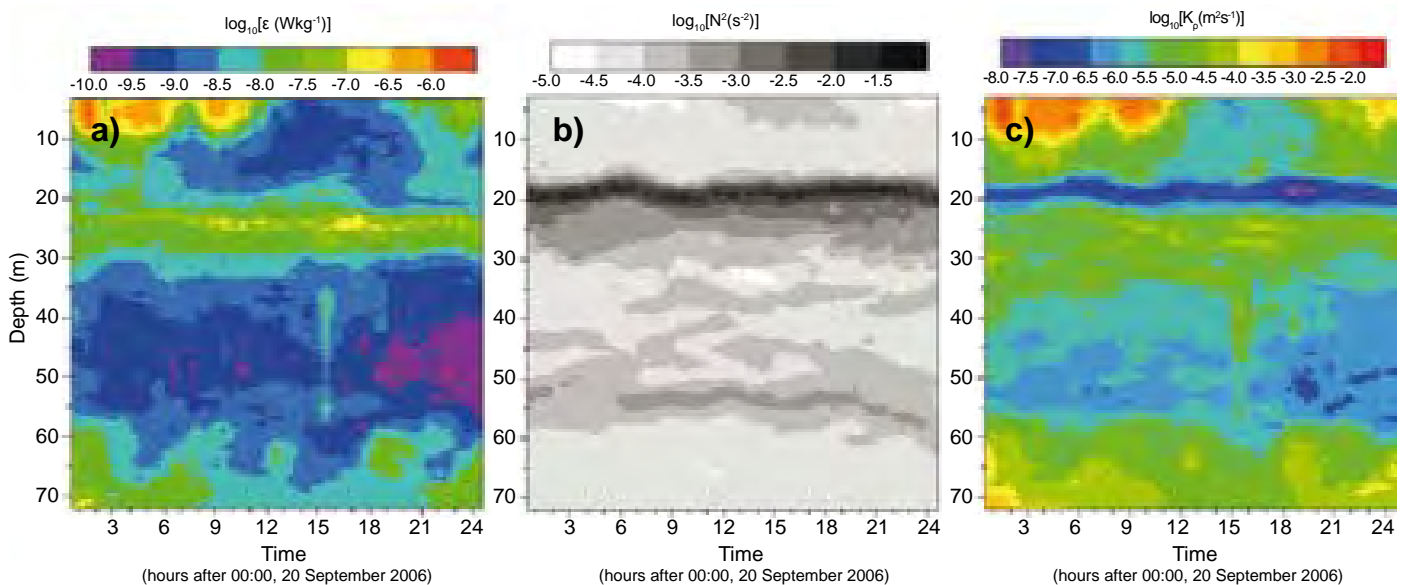 log₁₀[ε (Wkg⁻¹)]
-10.0 -9.5 -9.0 -8.5 -8.0 -7.5 -7.0 -6.5 -6.0
a)
Depth (m)
10
20
30
40
50
60
70
3 6 9 12 15 18 21 24
Time
(hours after 00:00, 20 September 2006)
log₁₀[N²(s⁻²)]
-5.0 -4.5 -4.0 -3.5 -3.0 -2.5 -2.0 -1.5
b)
10
20
30
40
50
60
70
3 6 9 12 15 18 21 24
Time
(hours after 00:00, 20 September 2006)
log₁₀[Kρ(m²s⁻¹)]
-8.0 -7.5 -7.0 -6.5 -6.0 -5.5 -5.0 -4.5 -4.0 -3.5 -3.0 -2.5 -2.0
c)
10
20
30
40
50
60
70
3 6 9 12 15 18 21 24
Time
(hours after 00:00, 20 September 2006)